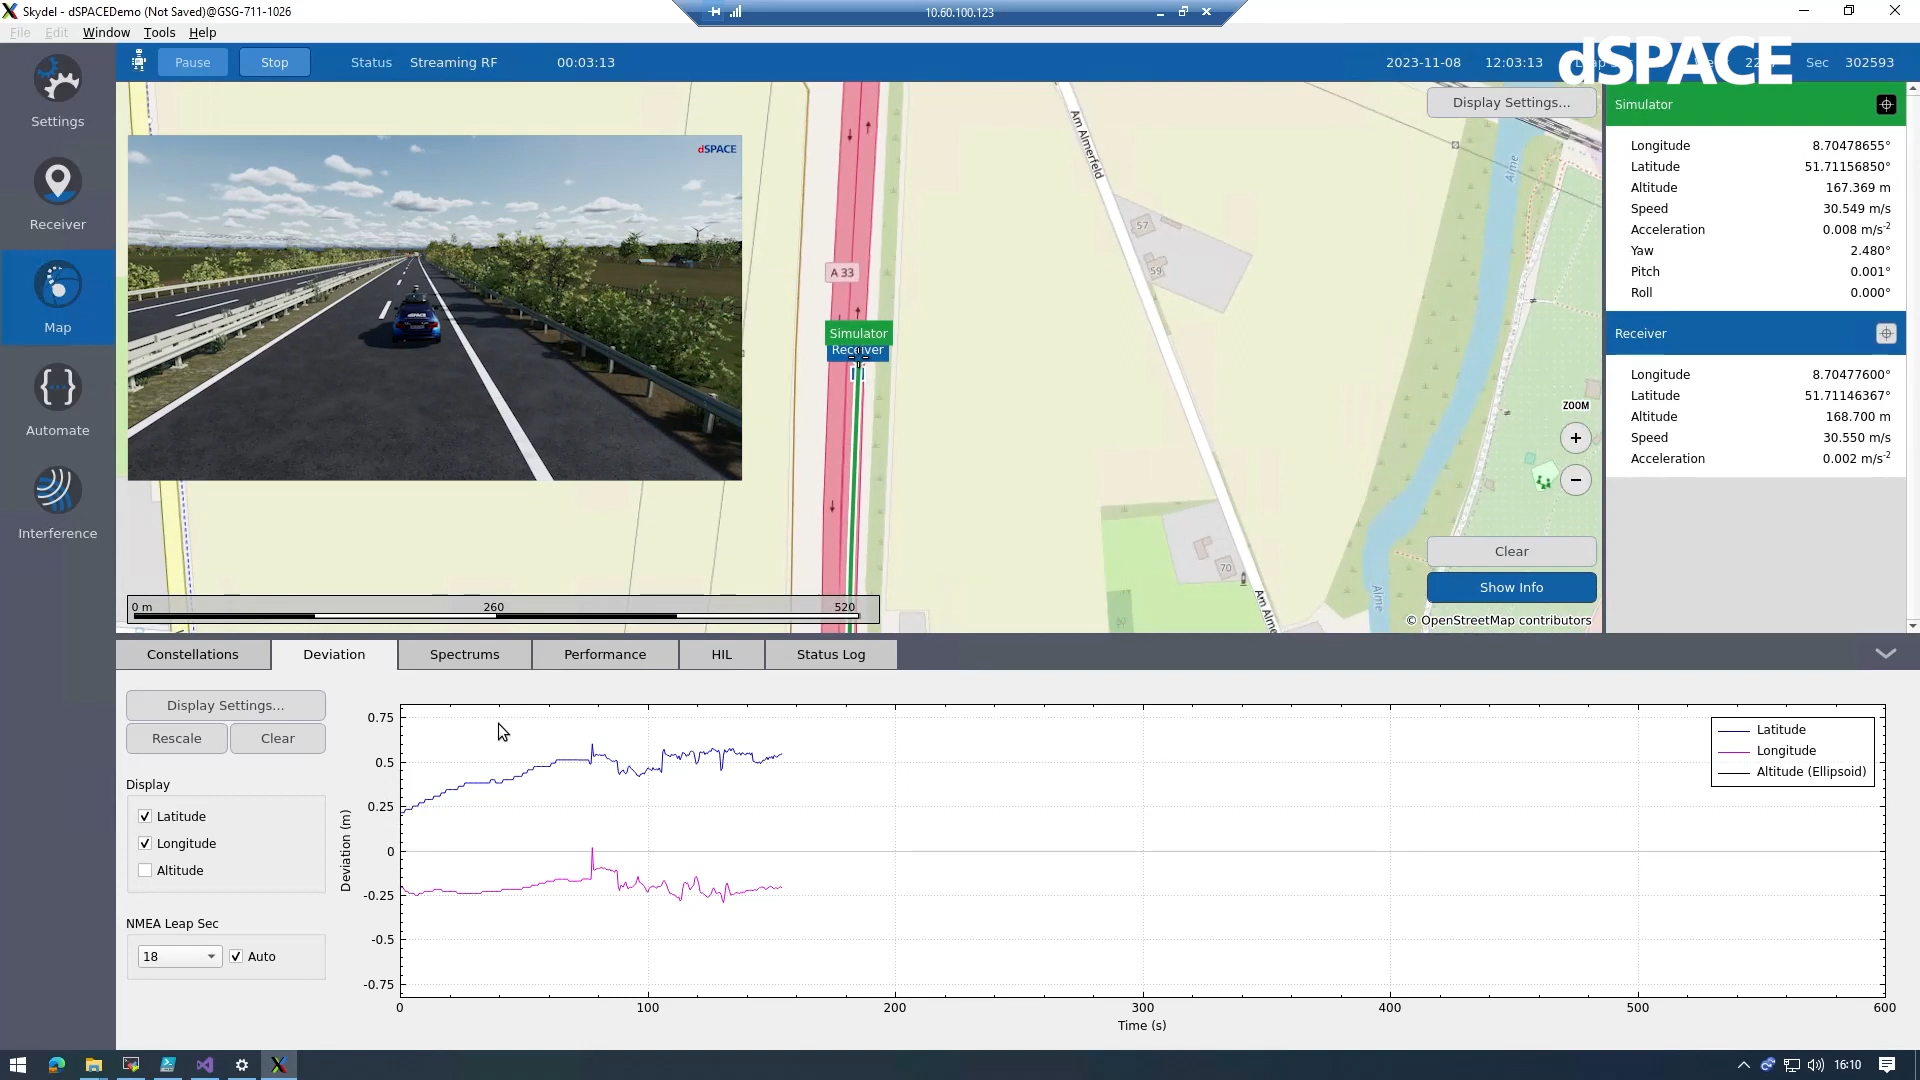 Skydel - dSPACEDemo (Not Saved)@GSG-711-1026
10.60.100.123
File Edit Window Tools Help
Pause
Stop
Status
Streaming RF
00:03:13
2023-11-08
12:03:13
Sec
302593
dSPACE
Settings
Receiver
Map
Automate
Interference
dSPACE
dSPACE
A 33
Simulator
Receiver
Am Almerfeld
57
59
70
Alme
Alme
Display Settings...
ZOOM
+
−
Clear
Show Info
© OpenStreetMap contributors
0 m
260
520
Simulator
Longitude 8.70478655°
Latitude 51.71156850°
Altitude 167.369 m
Speed 30.549 m/s
Acceleration 0.008 m/s-2
Yaw 2.480°
Pitch 0.001°
Roll 0.000°
Receiver
Longitude 8.70477600°
Latitude 51.71146367°
Altitude 168.700 m
Speed 30.550 m/s
Acceleration 0.002 m/s-2
Constellations
Deviation
Spectrums
Performance
HIL
Status Log
Display Settings...
Rescale
Clear
Display
Latitude
Longitude
Altitude
NMEA Leap Sec
18
Auto
Deviation (m)
0.75
0.5
0.25
0
-0.25
-0.5
-0.75
0
100
200
300
400
500
600
Time (s)
Latitude
Longitude
Altitude (Ellipsoid)
16:10